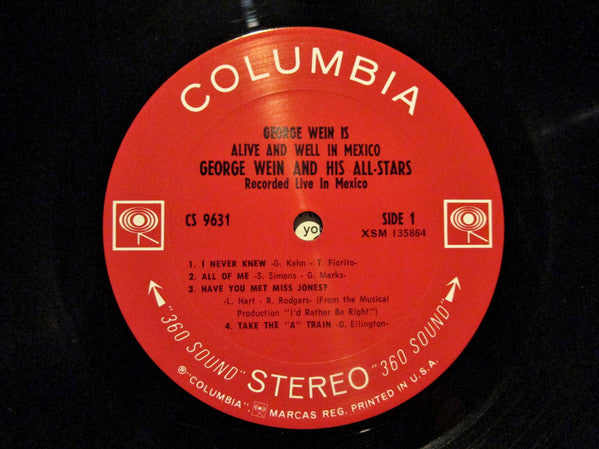 COLUMBIA
GEORGE WEIN IS
ALIVE AND WELL IN MEXICO
GEORGE WEIN AND HIS ALL-STARS
Recorded Live In Mexico
CS 9631
SIDE 1
XSM 135864
yo
1. I NEVER KNEW -G. Kahn - T. Fiorito-
2. ALL OF ME -S. Simons - G. Marks-
3. HAVE YOU MET MISS JONES?
-L. Hart - R. Rodgers- (From the Musical
Production "I'd Rather Be Right")
4. TAKE THE "A" TRAIN -D. Ellington-
"360 SOUND" STEREO "360 SOUND"
℗"COLUMBIA", MARCAS REG. PRINTED IN U.S.A.